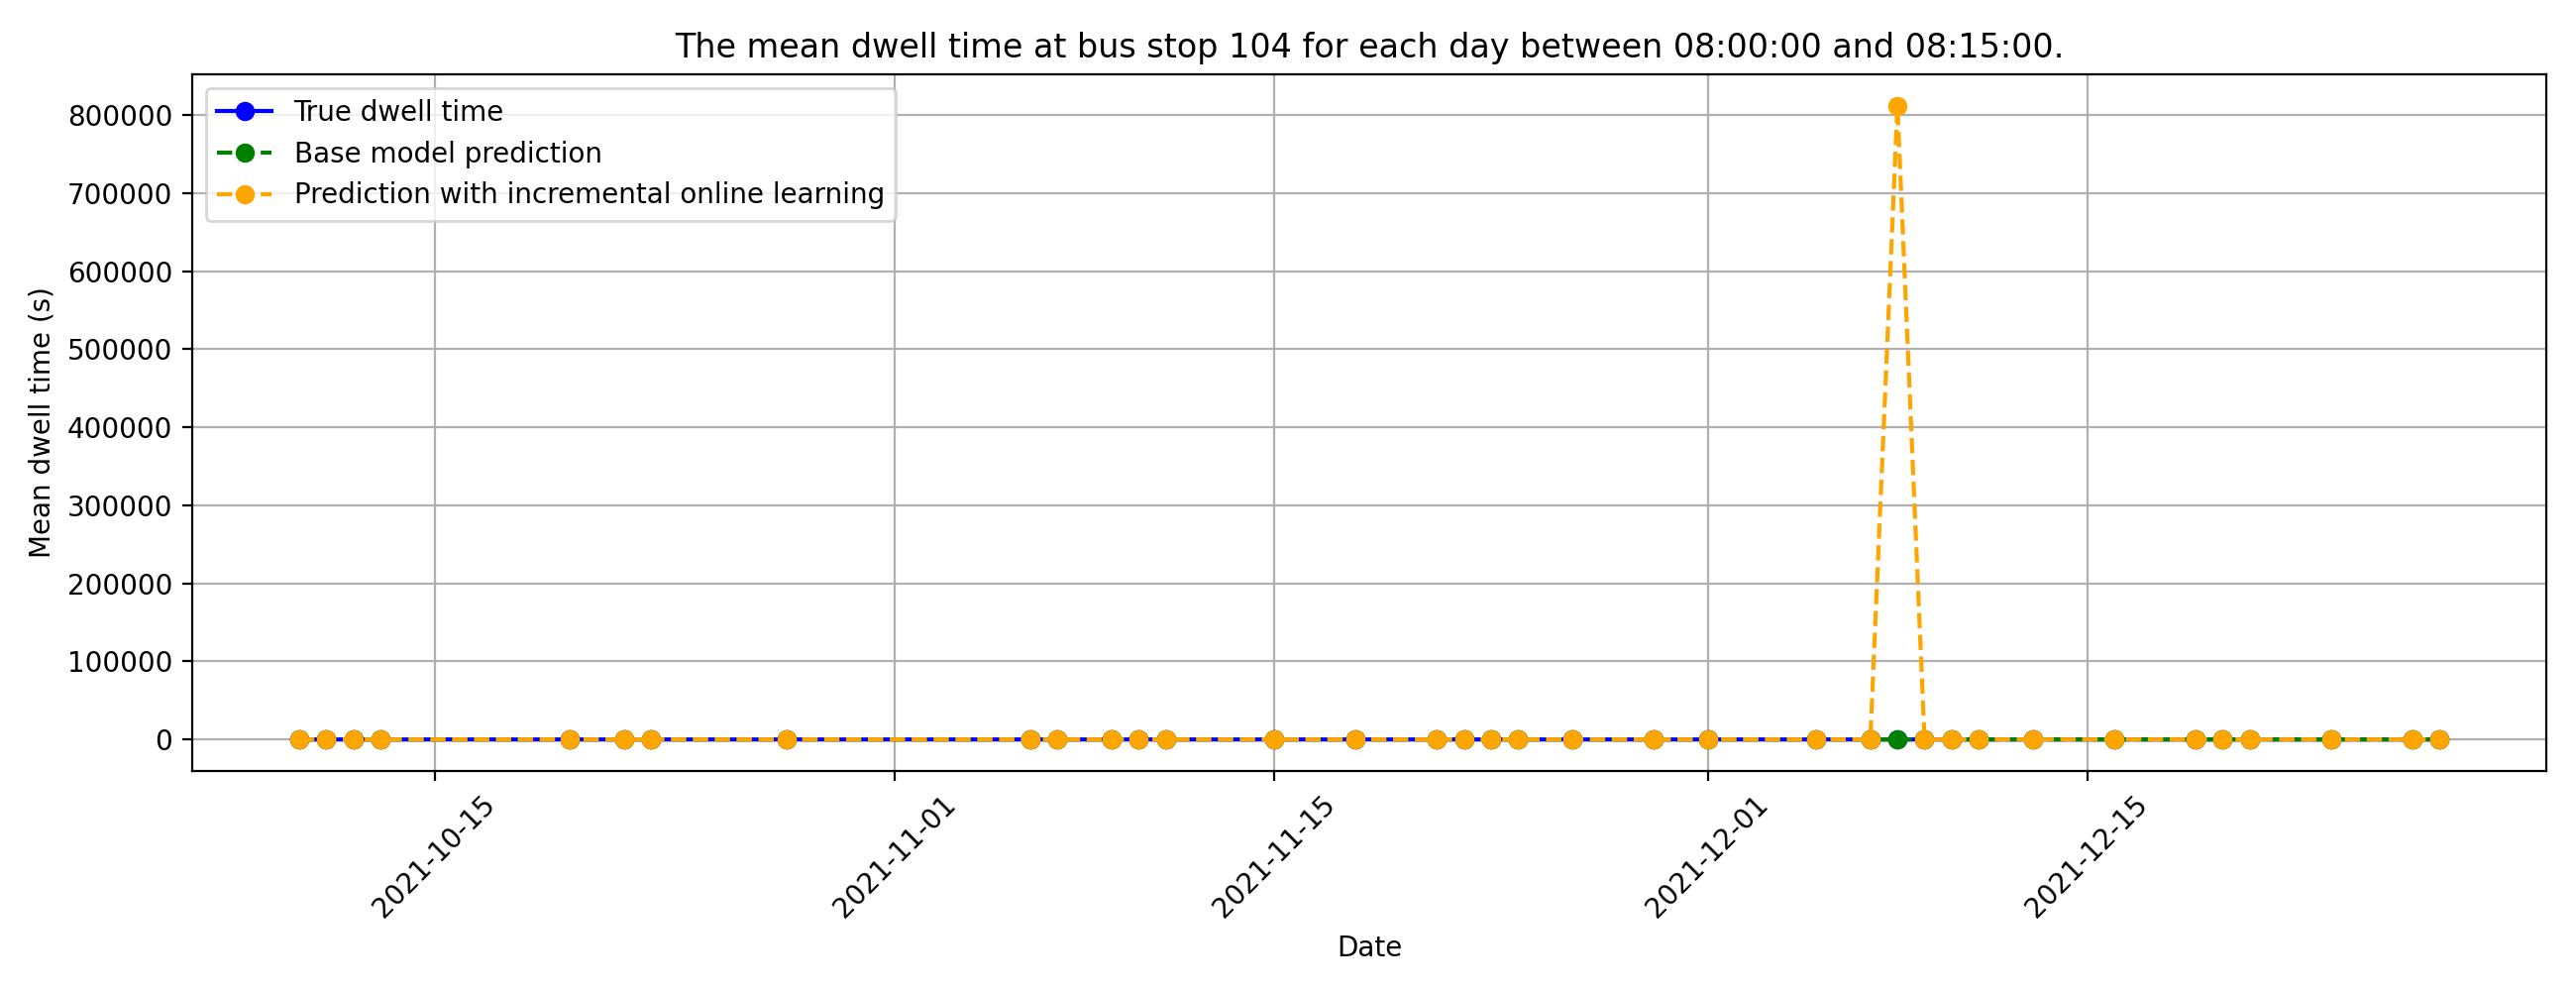 The mean dwell time at bus stop 104 for each day between 08:00:00 and 08:15:00.
True dwell time
Base model prediction
Prediction with incremental online learning
Mean dwell time (s)
800000
700000
600000
500000
400000
300000
200000
100000
0
2021-10-15
2021-11-01
2021-11-15
2021-12-01
2021-12-15
Date